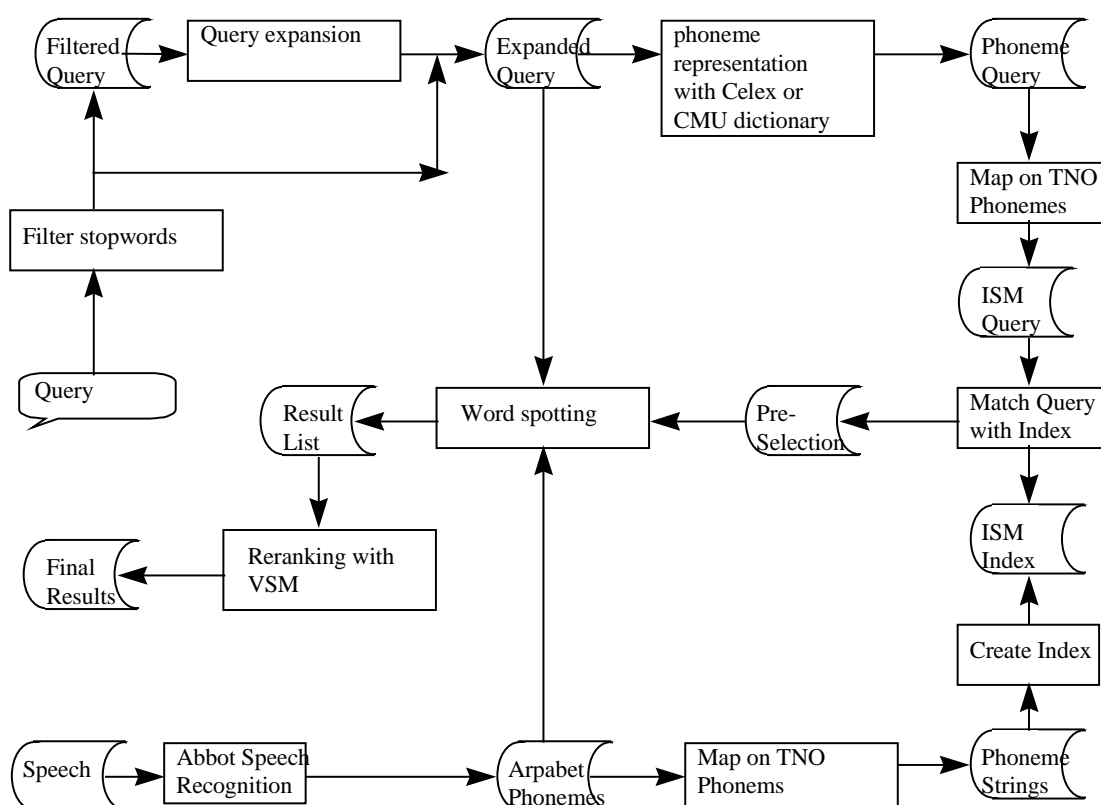 Filtered
Query
Query expansion
Expanded
Query
phoneme
representation
with Celex or
CMU dictionary
Phoneme
Query
Map on TNO
Phonemes
Filter stopwords
ISM
Query
Query
Result
List
Word spotting
Pre-
Selection
Match Query
with Index
ISM
Index
Reranking with
VSM
Final
Results
Create Index
Speech
Abbot Speech
Recognition
Arpabet
Phonemes
Map on TNO
Phonems
Phoneme
Strings